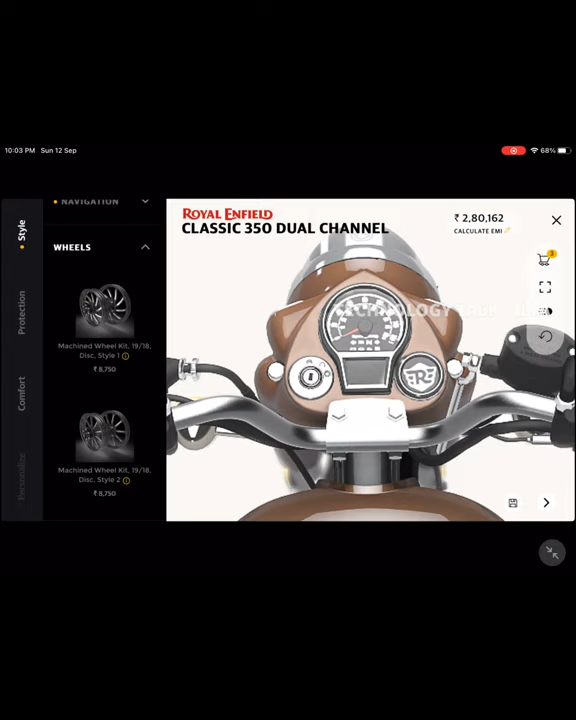 10:03 PM Sun 12 Sep
68%
Style
Protection
Comfort
Personalize
NAVIGATION
WHEELS
Machined Wheel Kit, 19/18,
Disc, Style 1
₹ 8,750
Machined Wheel Kit, 19/18,
Disc, Style 2
₹ 8,750
ROYAL ENFIELD
CLASSIC 350 DUAL CHANNEL
₹ 2,80,162
CALCULATE EMI
3